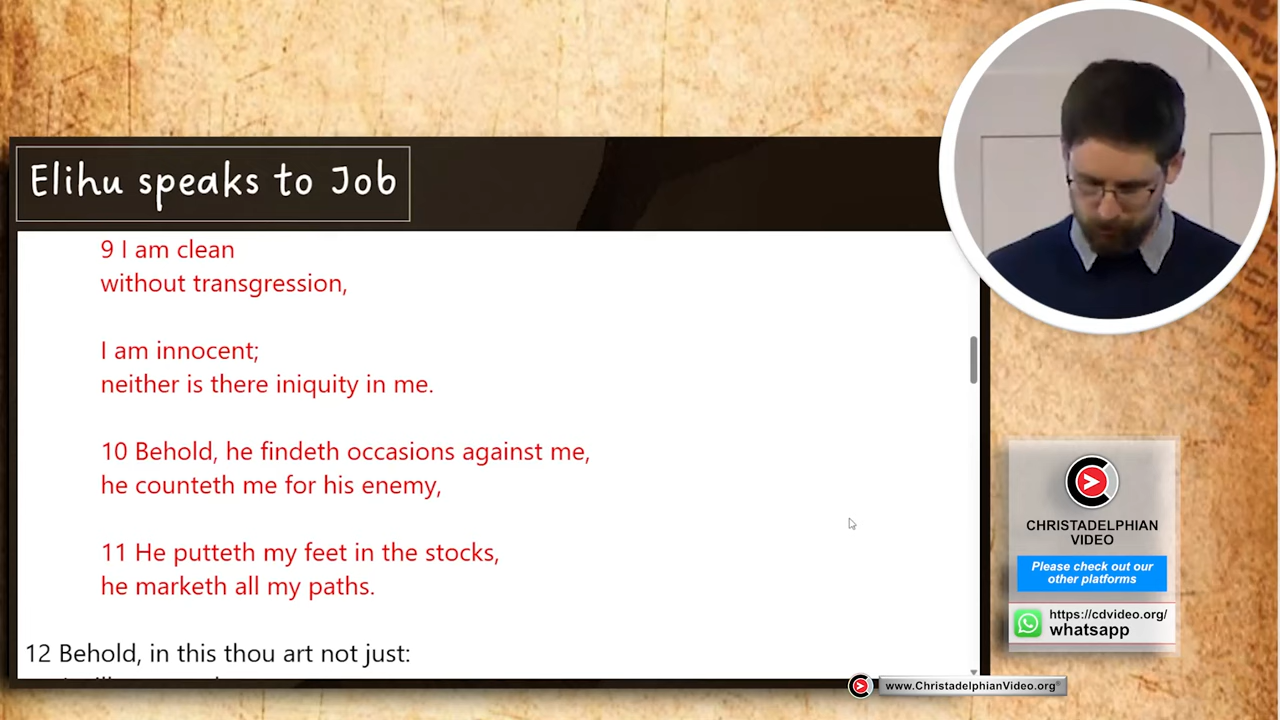 Elihu speaks to Job
9 I am clean
without transgression,
I am innocent;
neither is there iniquity in me.
10 Behold, he findeth occasions against me,
he counteth me for his enemy,
11 He putteth my feet in the stocks,
he marketh all my paths.
12 Behold, in this thou art not just:
CHRISTADELPHIAN
VIDEO
Please check out our
other platforms
https://cdvideo.org/
whatsapp
www.ChristadelphianVideo.org